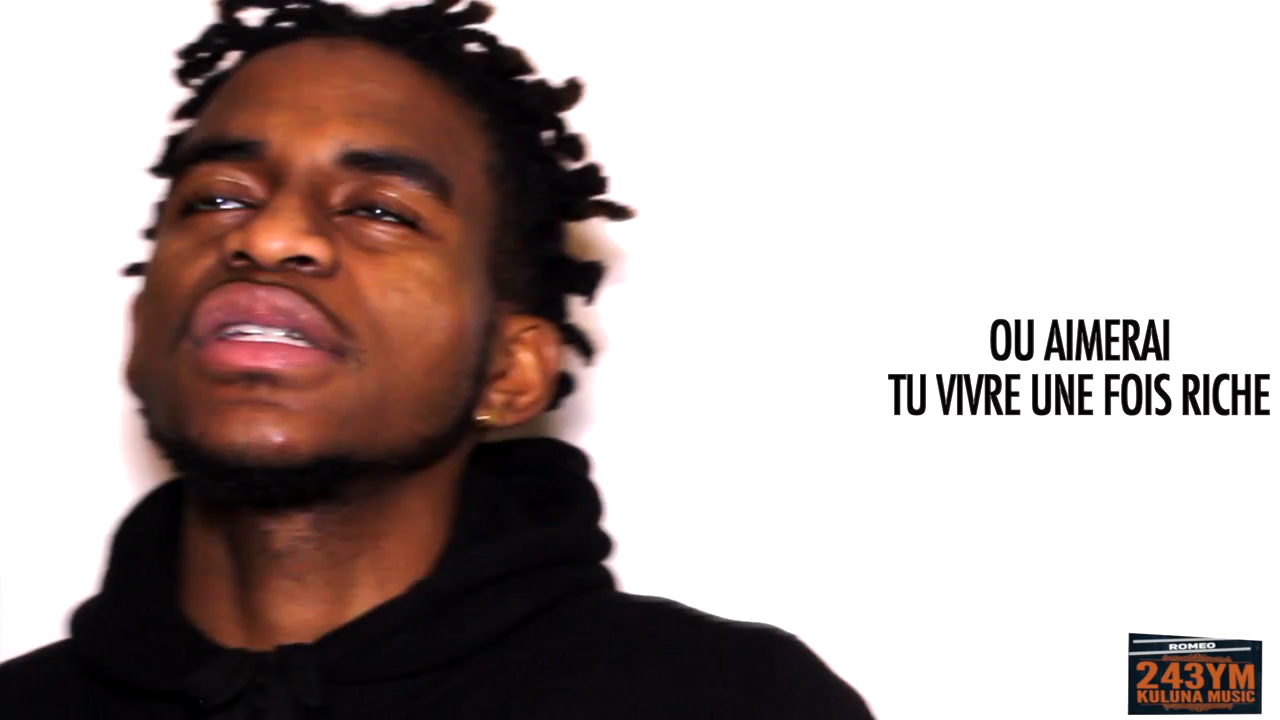 OU AIMERAI
TU VIVRE UNE FOIS RICHE
ROMEO
243YM
KULUNA MUSIC